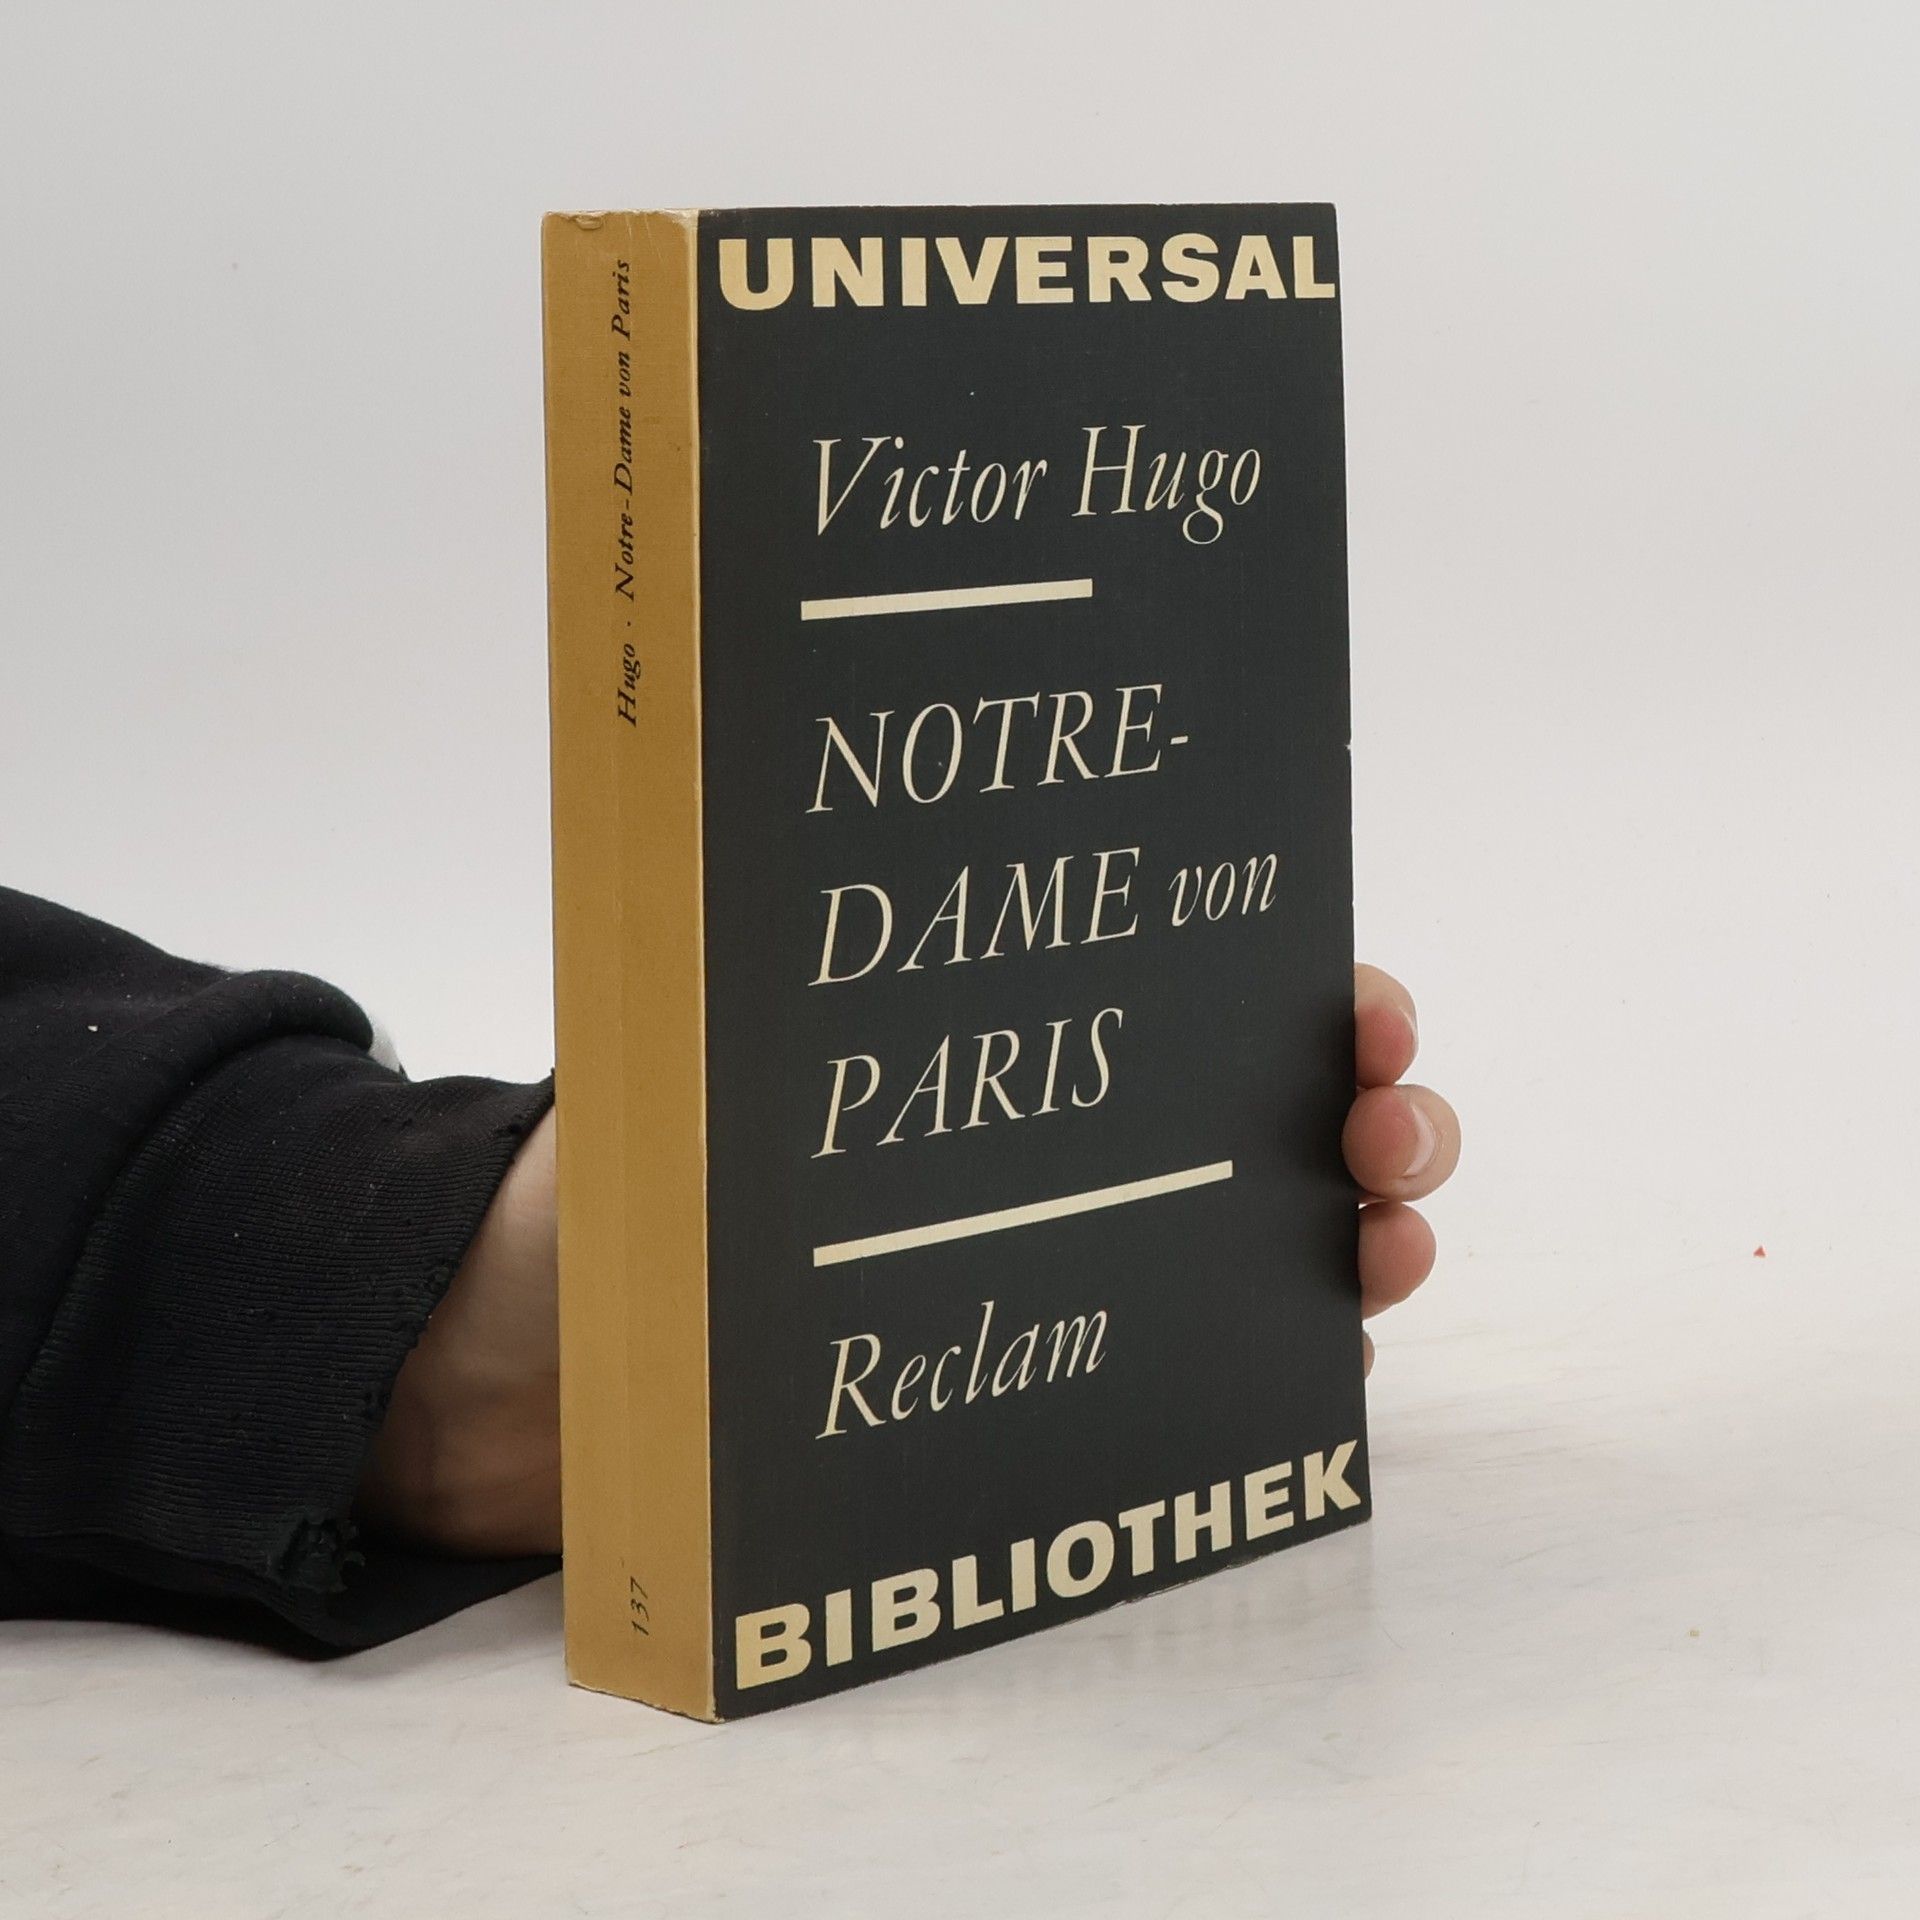 Hugo · Notre-Dame von Paris
137
UNIVERSAL
Victor Hugo
NOTRE-
DAME von
PARIS
Reclam
BIBLIOTHEK